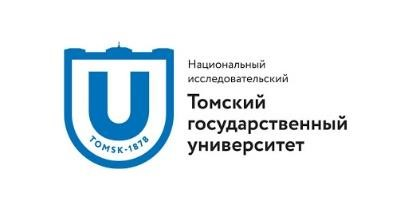 U
TOMSK-1878
Национальный
исследовательский
Томский
государственный
университет